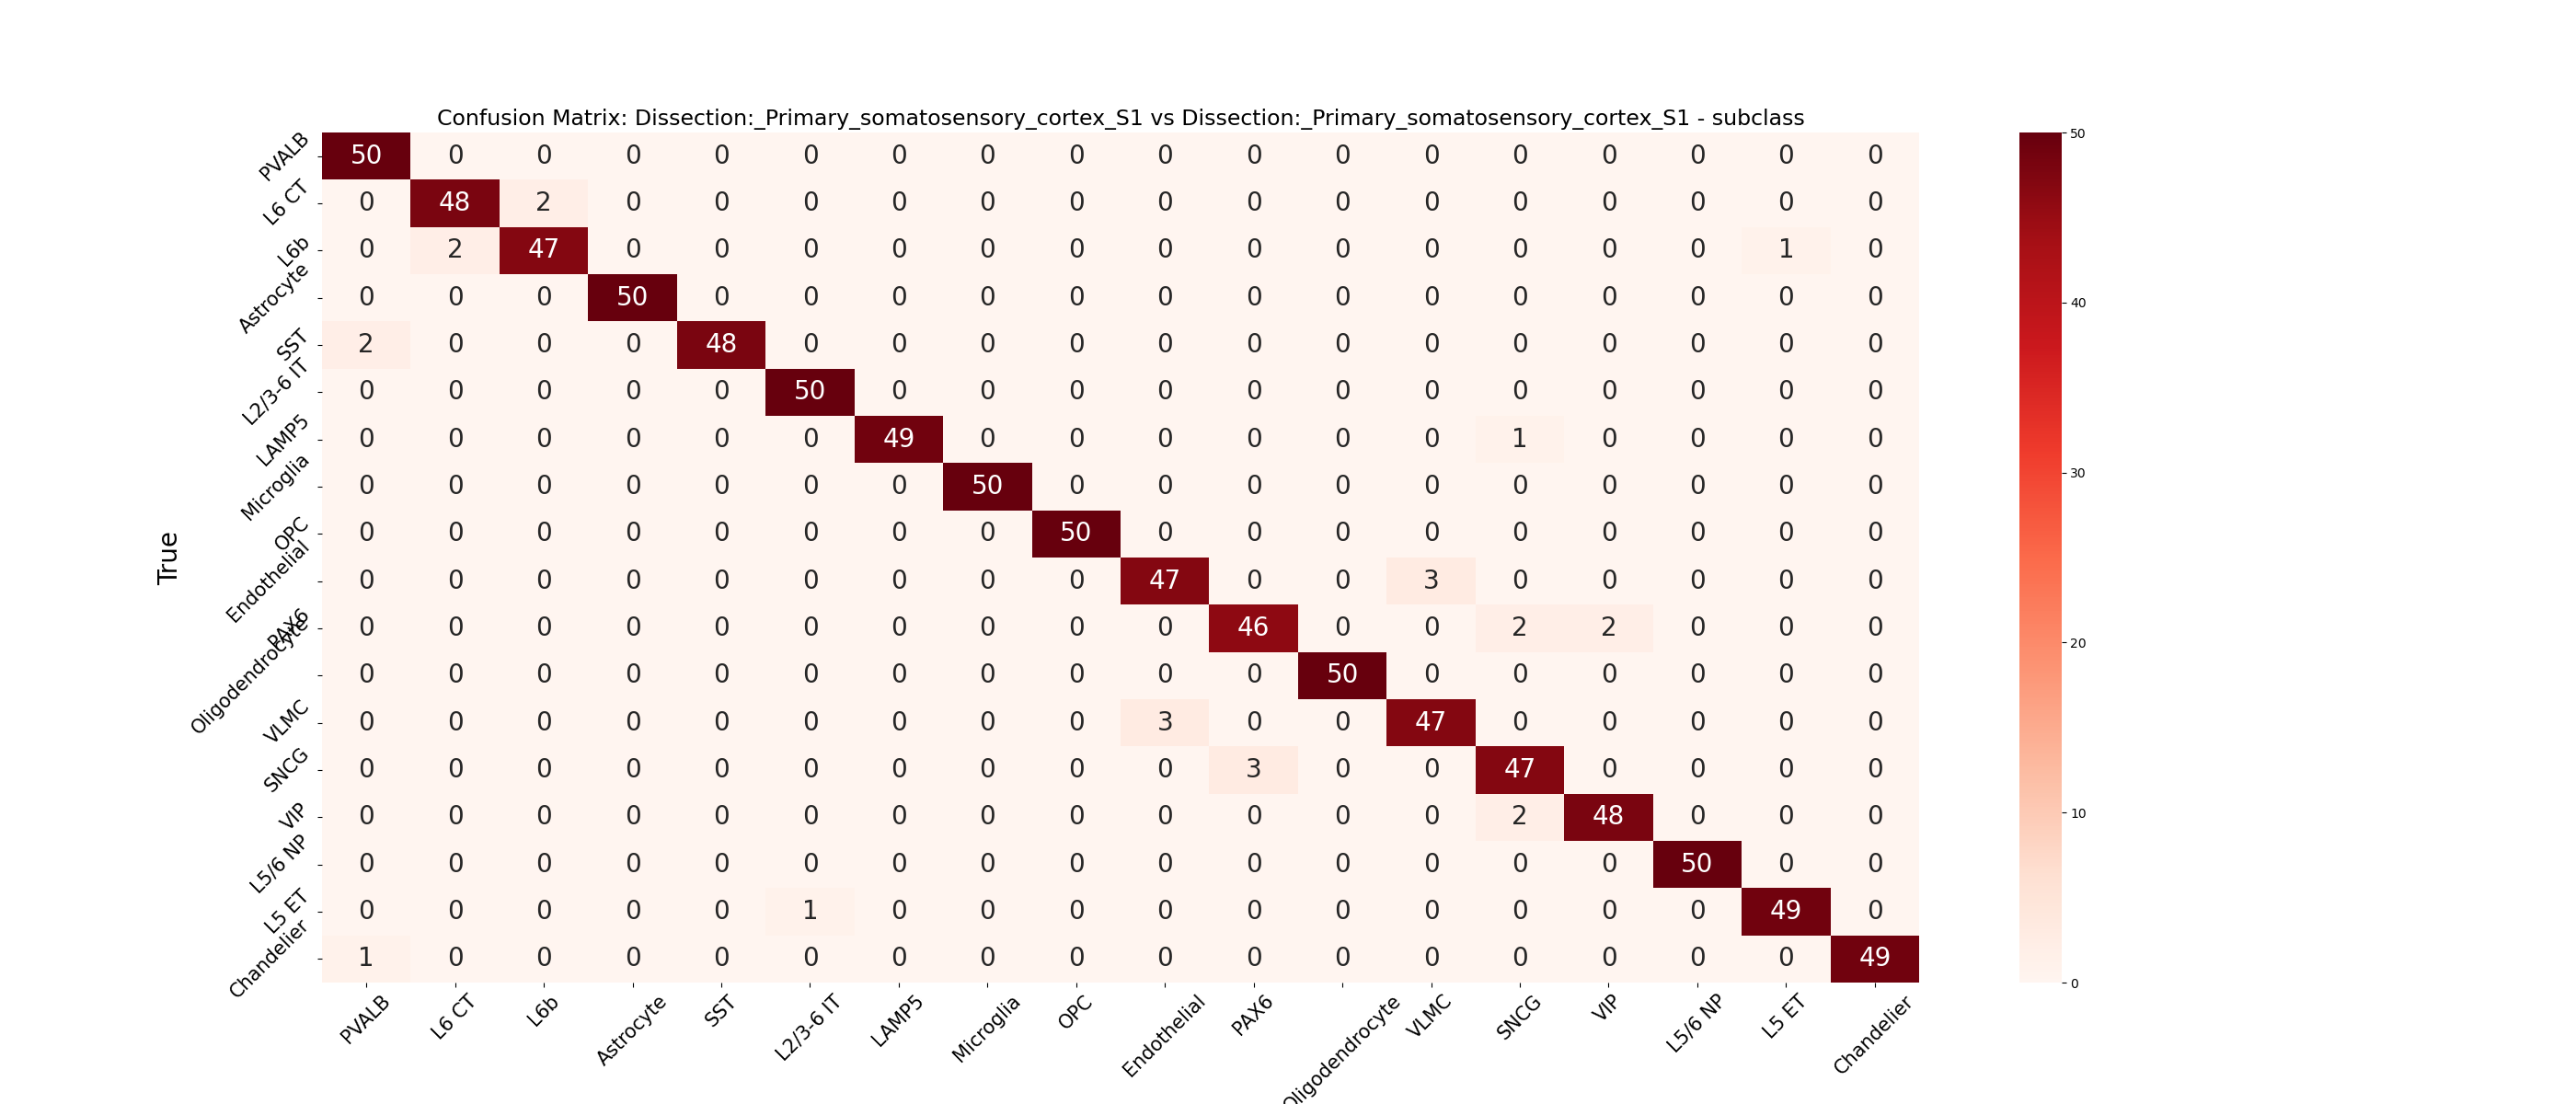 Confusion Matrix: Dissection:_Primary_somatosensory_cortex_S1 vs Dissection:_Primary_somatosensory_cortex_S1 - subclass
True
PVALB 50 0 0 0 0 0 0 0 0 0 0 0 0 0 0 0 0 0
L6 CT 0 48 2 0 0 0 0 0 0 0 0 0 0 0 0 0 0 0
L6b 0 2 47 0 0 0 0 0 0 0 0 0 0 0 0 0 1 0
Astrocyte 0 0 0 50 0 0 0 0 0 0 0 0 0 0 0 0 0 0
SST 2 0 0 0 48 0 0 0 0 0 0 0 0 0 0 0 0 0
L2/3-6 IT 0 0 0 0 0 50 0 0 0 0 0 0 0 0 0 0 0 0
LAMP5 0 0 0 0 0 0 49 0 0 0 0 0 0 1 0 0 0 0
Microglia 0 0 0 0 0 0 0 50 0 0 0 0 0 0 0 0 0 0
OPC 0 0 0 0 0 0 0 0 50 0 0 0 0 0 0 0 0 0
Endothelial 0 0 0 0 0 0 0 0 0 47 0 0 3 0 0 0 0 0
PAX6 0 0 0 0 0 0 0 0 0 0 46 0 0 2 2 0 0 0
Oligodendrocyte 0 0 0 0 0 0 0 0 0 0 0 50 0 0 0 0 0 0
VLMC 0 0 0 0 0 0 0 0 0 3 0 0 47 0 0 0 0 0
SNCG 0 0 0 0 0 0 0 0 0 0 3 0 0 47 0 0 0 0
VIP 0 0 0 0 0 0 0 0 0 0 0 0 0 2 48 0 0 0
L5/6 NP 0 0 0 0 0 0 0 0 0 0 0 0 0 0 0 50 0 0
L5 ET 0 0 0 0 0 1 0 0 0 0 0 0 0 0 0 0 49 0
Chandelier 1 0 0 0 0 0 0 0 0 0 0 0 0 0 0 0 0 49
PVALB L6 CT L6b Astrocyte SST L2/3-6 IT LAMP5 Microglia OPC Endothelial PAX6 Oligodendrocyte VLMC SNCG VIP L5/6 NP L5 ET Chandelier
50
40
30
20
10
0